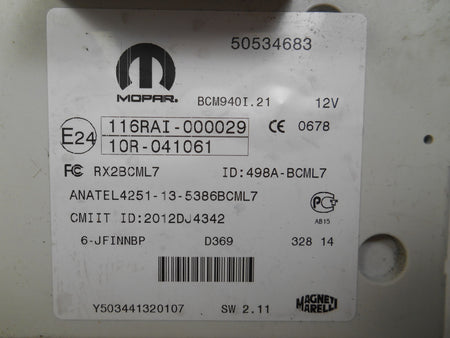 50534683
MOPAR.
BCM940I.21 12V
E24 116RAI-000029 CE 0678
10R-041061
FC RX2BCML7 ID:498A-BCML7
ANATEL4251-13-5386BCML7
CMIIT ID:2012DJ4342 PC
AB15
6-JFINNBP D369 328 14
Y503441320107 SW 2.11 MAGNETI
MARELLI